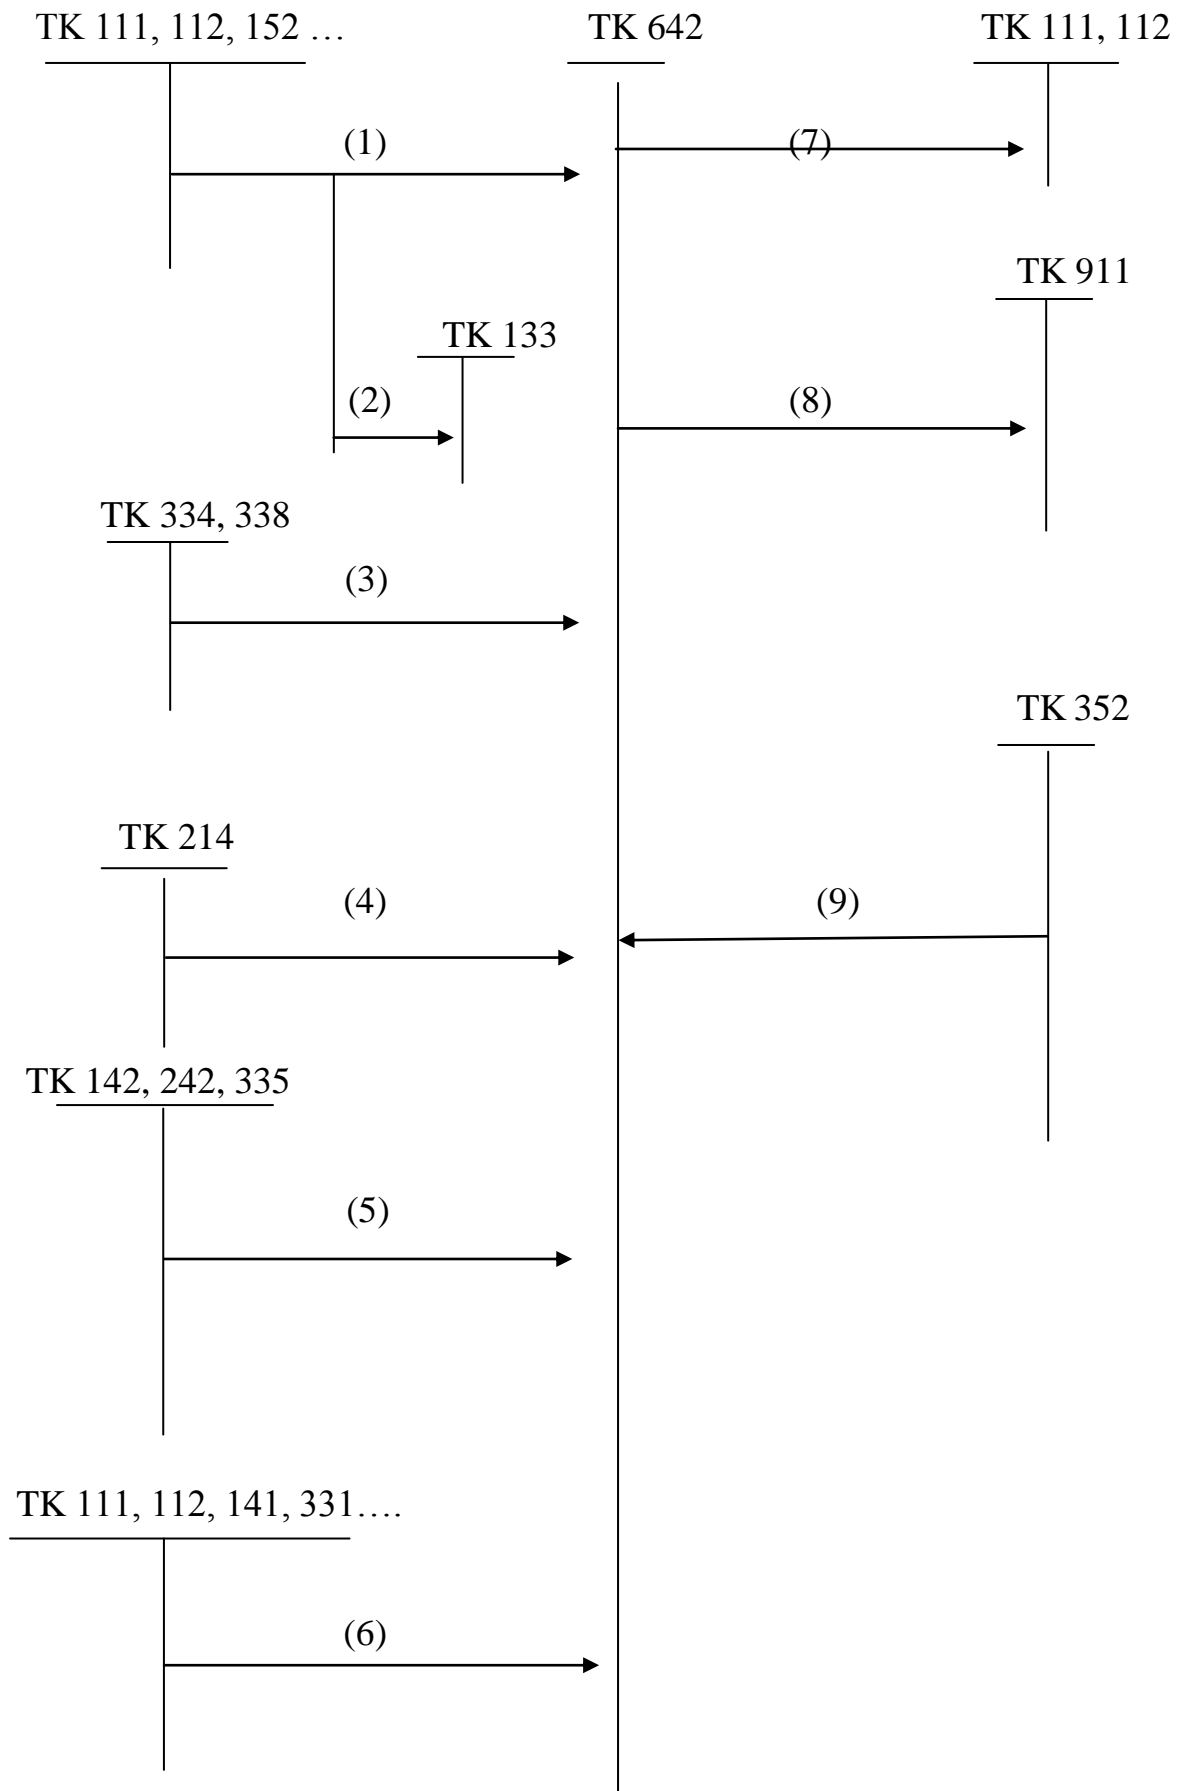 TK 111, 112, 152 …
TK 642
TK 111, 112
(1)
(7)
TK 911
TK 133
(2)
(8)
TK 334, 338
(3)
TK 352
TK 214
(4)
(9)
TK 142, 242, 335
(5)
TK 111, 112, 141, 331….
(6)